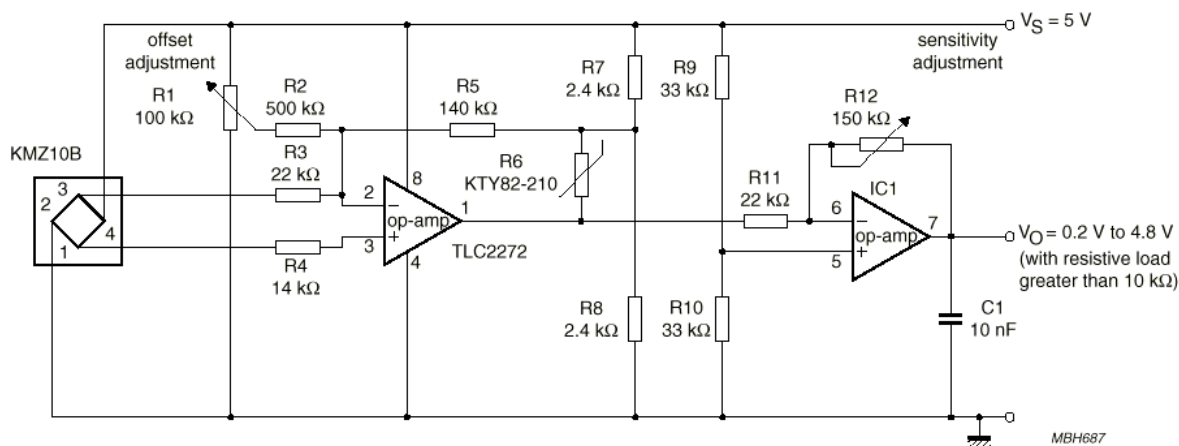 VS = 5 V
offset
adjustment
sensitivity
adjustment
R1
100 kΩ
R2
500 kΩ
R5
140 kΩ
R7
2.4 kΩ
R9
33 kΩ
R12
150 kΩ
KMZ10B
R3
22 kΩ
R6
KTY82-210
3
2
1
4
2
3
8
op-amp
1
4
TLC2272
R4
14 kΩ
R11
22 kΩ
IC1
6
op-amp
7
5
VO = 0.2 V to 4.8 V
(with resistive load
greater than 10 kΩ)
R8
2.4 kΩ
R10
33 kΩ
C1
10 nF
MBH687
−
+
−
+